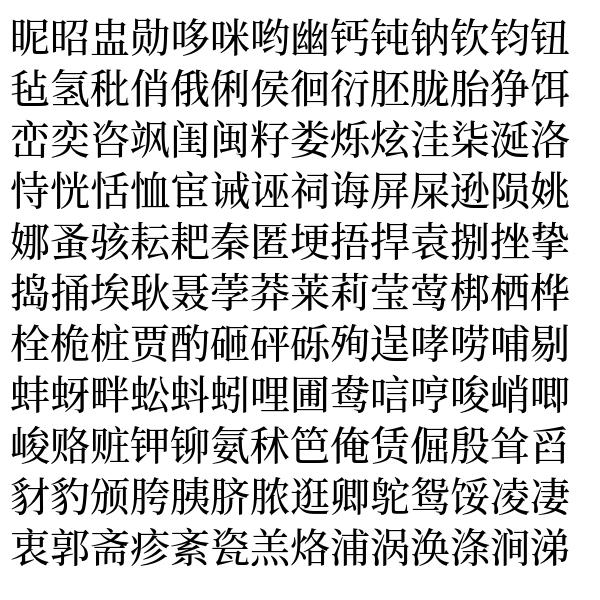 昵昭盅勋哆咪哟幽钙钝钠钦钧钮
毡氢秕俏俄俐侯徊衍胚胧胎狰饵
峦奕咨飒闺闽籽娄烁炫洼柒涎洛
恃恍恬恤宦诫诬祠诲屏屎逊陨姚
娜蚤骇耘耙秦匿埂捂捍袁捌挫挚
捣捅埃耿聂荸莽莱莉莹莺梆栖桦
栓桅桩贾酌砸砰砾殉逞哮唠哺剔
蚌蚜畔蚣蚪蚓哩圃鸯唁哼唆峭唧
峻赂赃钾铆氨秫笆俺赁倔殷耸舀
豺豹颁胯胰脐脓逛卿鸵鸳馁凌凄
衷郭斋疹紊瓷羔烙浦涡涣涤涧涕